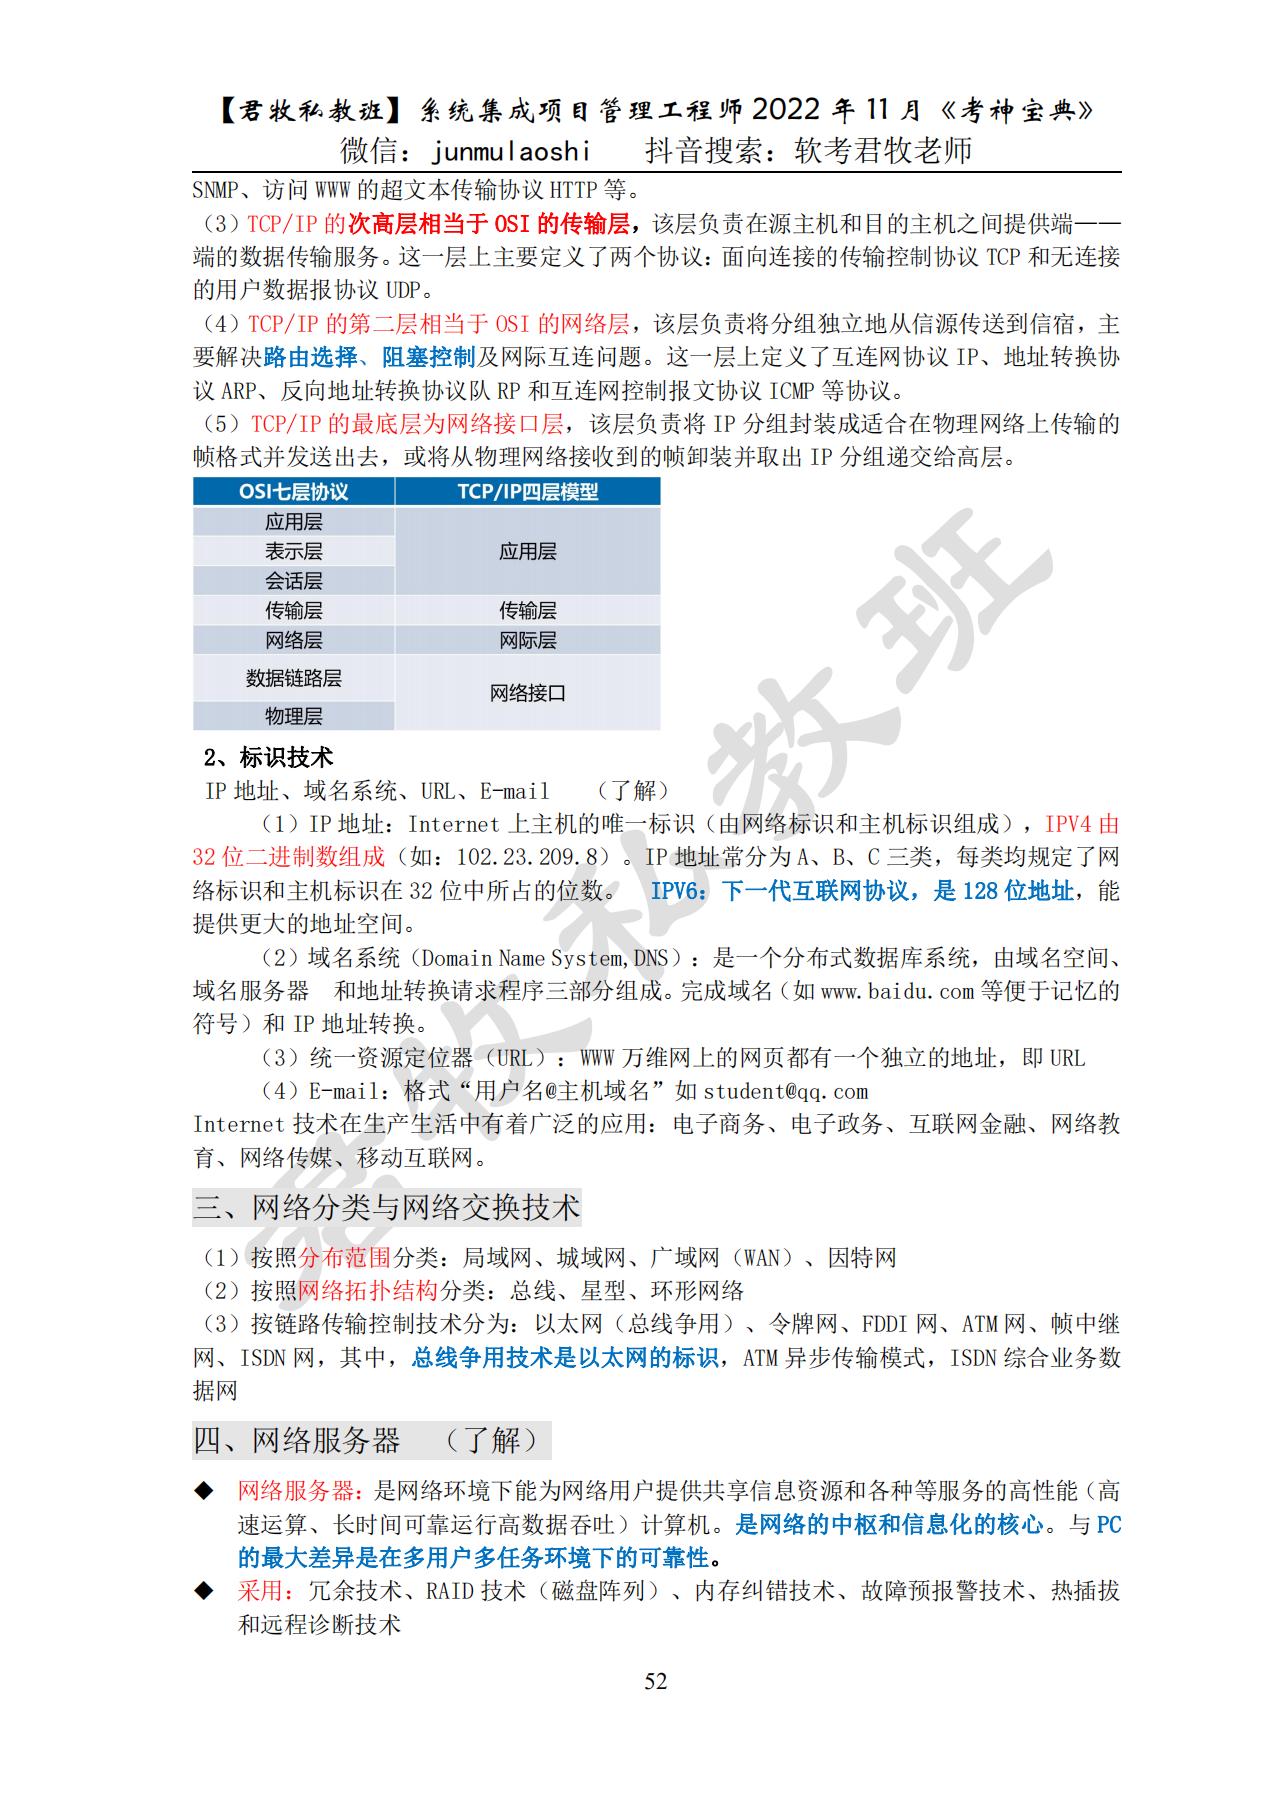 【君牧私教班】系统集成项目管理工程师 2022 年 11 月《考神宝典》
微信：junmulaoshi 抖音搜索：软考君牧老师
SNMP、访问 WWW 的超文本传输协议 HTTP 等。
（3）TCP/IP 的次高层相当于 OSI 的传输层，该层负责在源主机和目的主机之间提供端——
端的数据传输服务。这一层上主要定义了两个协议：面向连接的传输控制协议 TCP 和无连接
的用户数据报协议 UDP。
（4）TCP/IP 的第二层相当于 OSI 的网络层，该层负责将分组独立地从信源传送到信宿，主
要解决路由选择、阻塞控制及网际互连问题。这一层上定义了互连网协议 IP、地址转换协
议 ARP、反向地址转换协议队 RP 和互连网控制报文协议 ICMP 等协议。
（5）TCP/IP 的最底层为网络接口层，该层负责将 IP 分组封装成适合在物理网络上传输的
帧格式并发送出去，或将从物理网络接收到的帧卸装并取出 IP 分组递交给高层。
OSI七层协议 TCP/IP四层模型
应用层
表示层 应用层
会话层
传输层 传输层
网络层 网际层
数据链路层
网络接口
物理层
2、标识技术
IP 地址、域名系统、URL、E-mail （了解）
（1）IP 地址：Internet 上主机的唯一标识（由网络标识和主机标识组成），IPV4 由
32 位二进制数组成（如：102.23.209.8）。IP 地址常分为 A、B、C 三类，每类均规定了网
络标识和主机标识在 32 位中所占的位数。 IPV6：下一代互联网协议，是 128 位地址，能
提供更大的地址空间。
（2）域名系统（Domain Name System,DNS）：是一个分布式数据库系统，由域名空间、
域名服务器 和地址转换请求程序三部分组成。完成域名（如 www.baidu.com 等便于记忆的
符号）和 IP 地址转换。
（3）统一资源定位器（URL）：WWW 万维网上的网页都有一个独立的地址，即 URL
（4）E-mail：格式“用户名@主机域名”如 student@qq.com
Internet 技术在生产生活中有着广泛的应用：电子商务、电子政务、互联网金融、网络教
育、网络传媒、移动互联网。
三、网络分类与网络交换技术
（1）按照分布范围分类：局域网、城域网、广域网（WAN）、因特网
（2）按照网络拓扑结构分类：总线、星型、环形网络
（3）按链路传输控制技术分为：以太网（总线争用）、令牌网、FDDI 网、ATM 网、帧中继
网、ISDN 网，其中，总线争用技术是以太网的标识，ATM 异步传输模式，ISDN 综合业务数
据网
四、网络服务器 （了解）
◆ 网络服务器：是网络环境下能为网络用户提供共享信息资源和各种等服务的高性能（高
速运算、长时间可靠运行高数据吞吐）计算机。是网络的中枢和信息化的核心。与 PC
的最大差异是在多用户多任务环境下的可靠性。
◆ 采用：冗余技术、RAID 技术（磁盘阵列）、内存纠错技术、故障预报警技术、热插拔
和远程诊断技术
52
君牧私教班